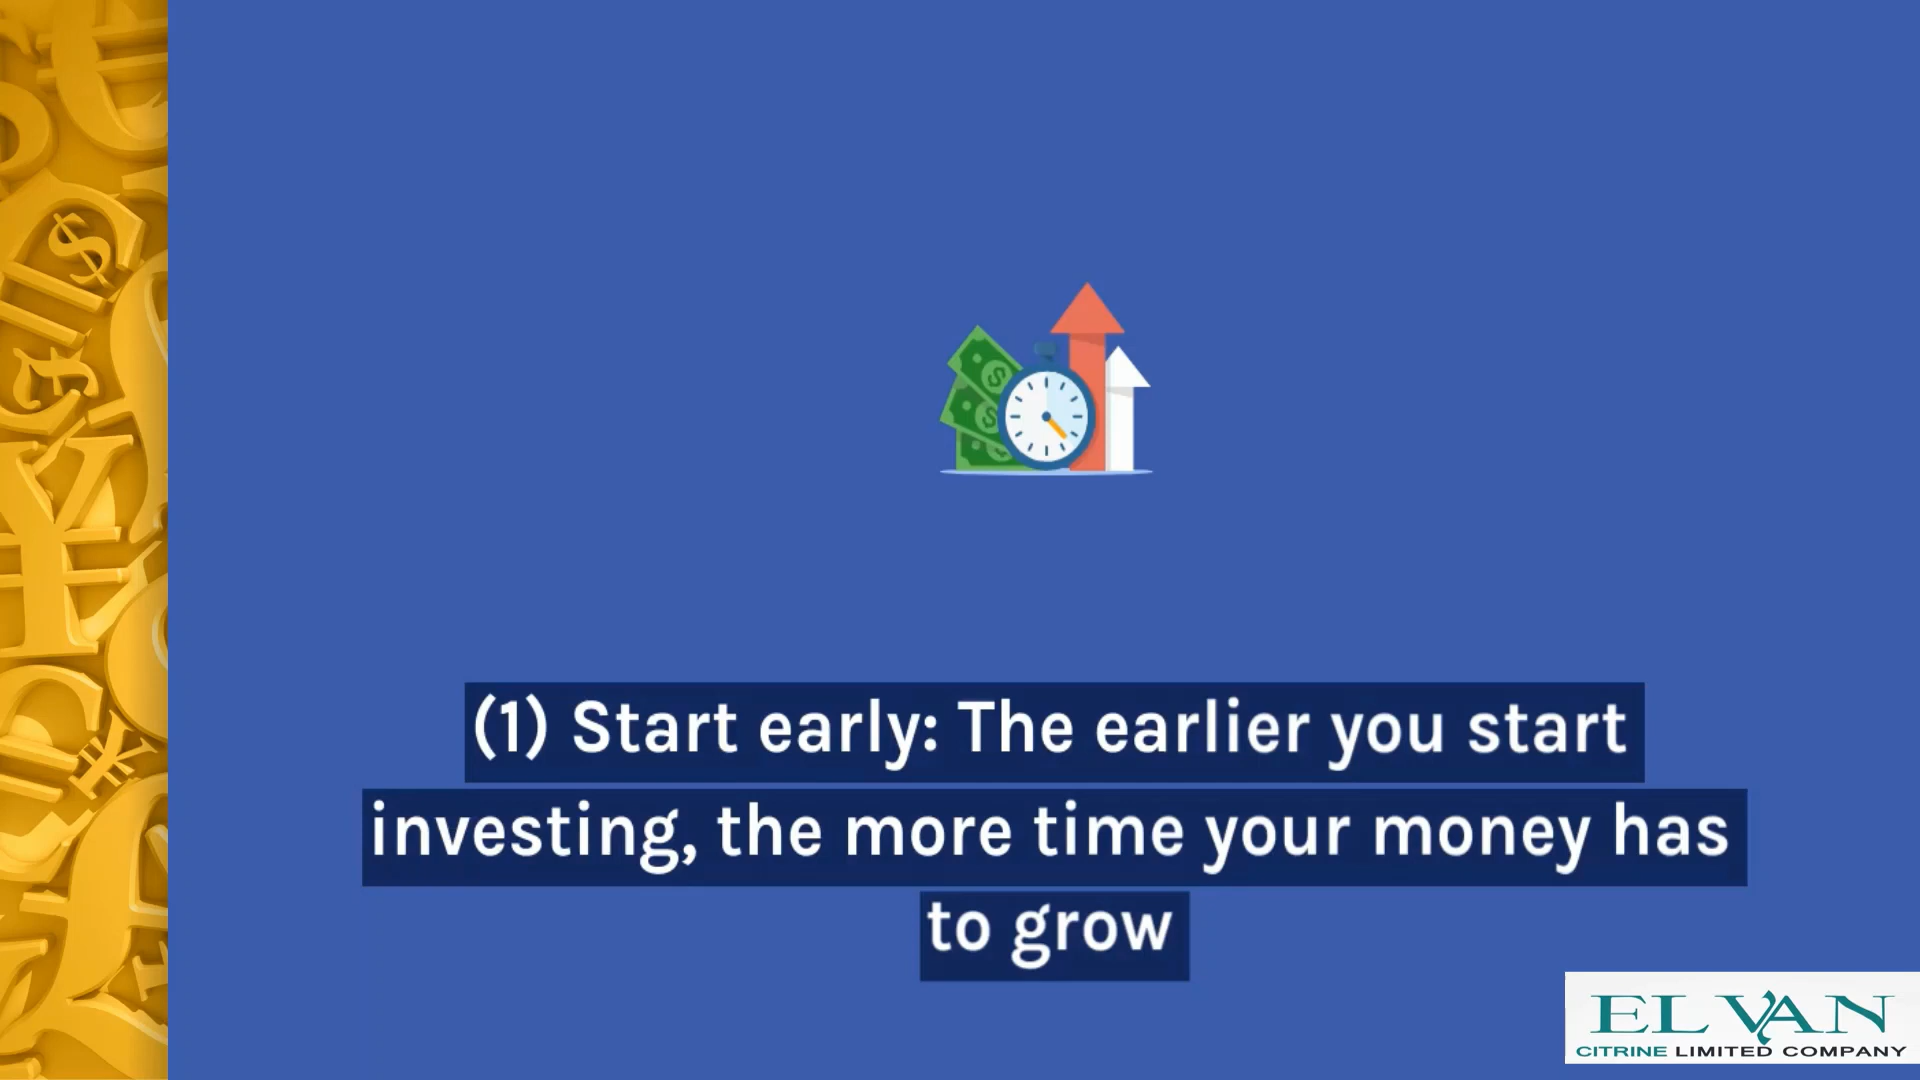 (1) Start early: The earlier you start
investing, the more time your money has
to grow
ELVAN
CITRINE LIMITED COMPANY